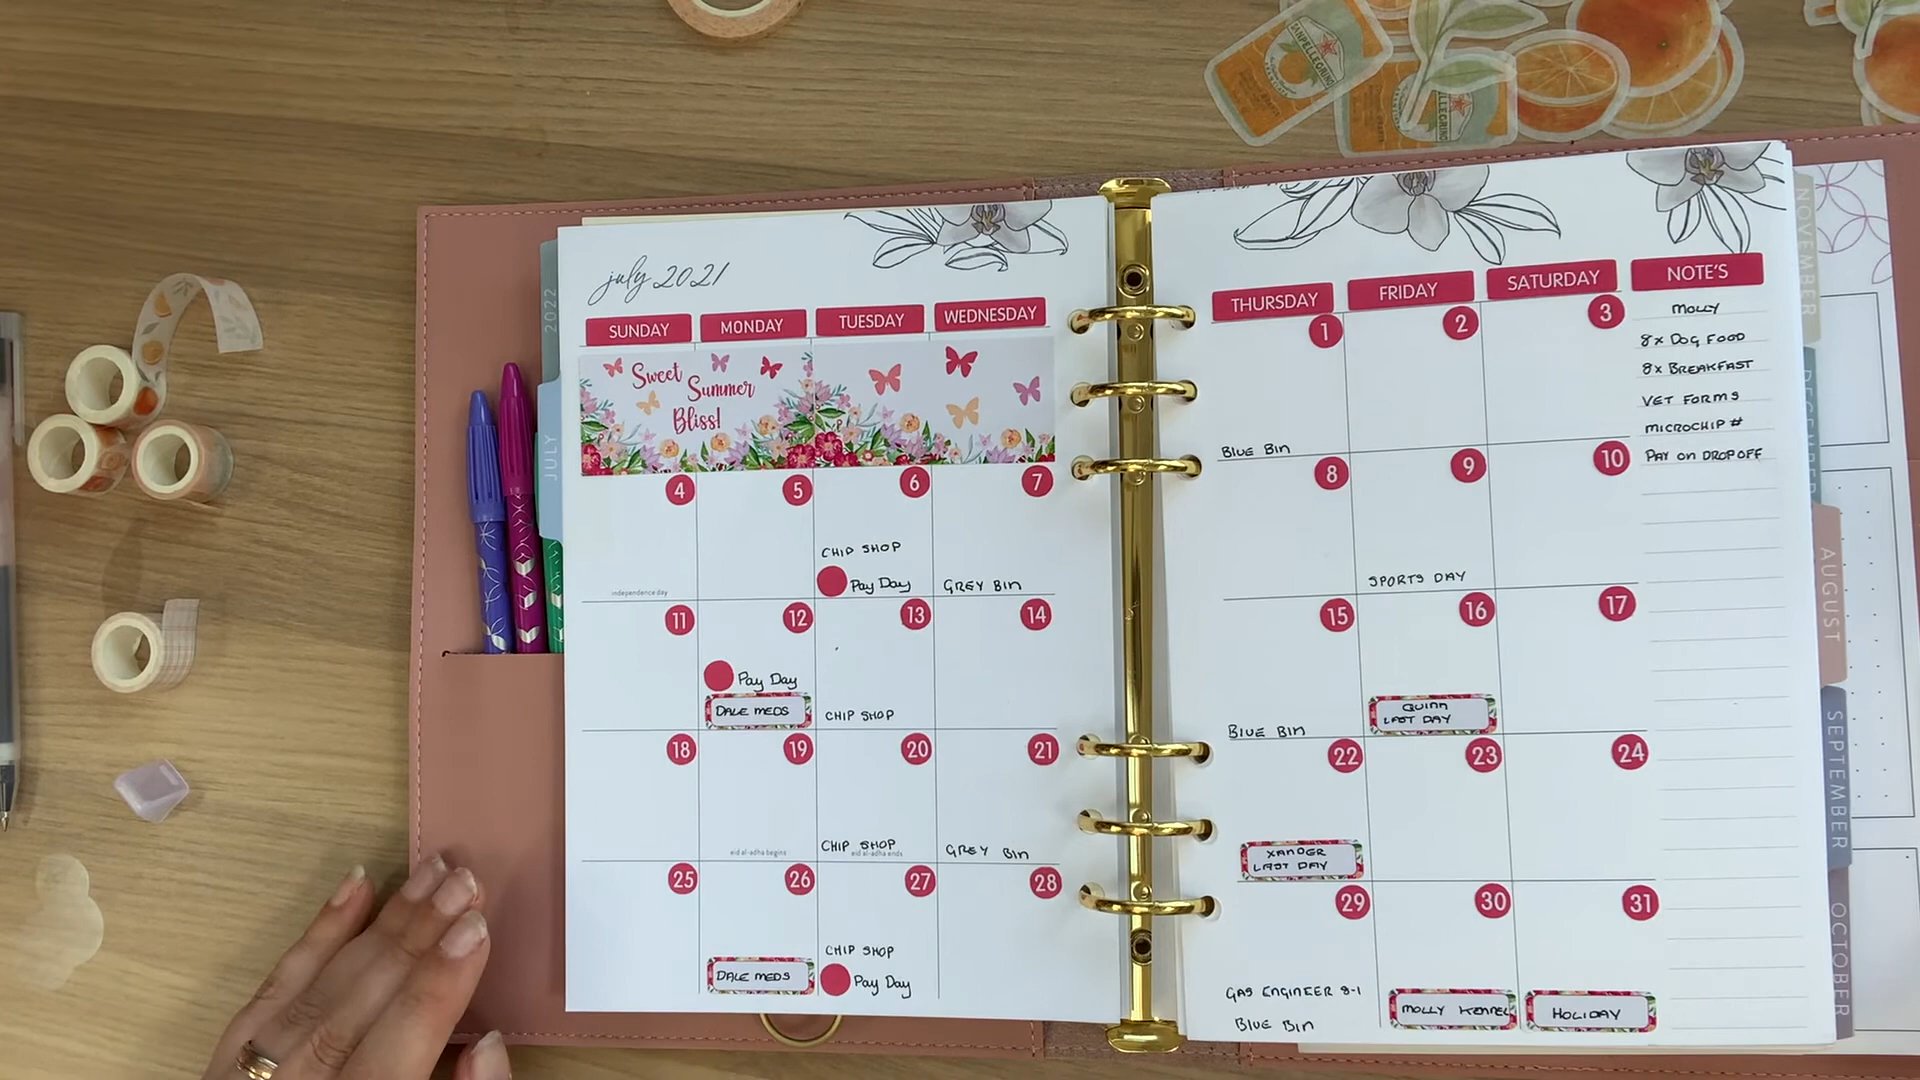 SANPELLEGRINO
july 2021
SUNDAY MONDAY TUESDAY WEDNESDAY THURSDAY FRIDAY SATURDAY NOTE'S
Sweet
Summer
Bliss!
1 2 3
BLUE BIN
MOLLY
8x DOG FOOD
8x BREAKFAST
VET FORMS
MICROCHIP #
PAY ON DROP OFF
4 5 6 7 8 9 10
independence day
CHIP SHOP
Pay Day
GREY BIN
SPORTS DAY
11 12 13 14 15 16 17
Pay Day
DALE MEDS
CHIP SHOP
BLUE BIN
QUINN
LAST DAY
18 19 20 21 22 23 24
eid al-adha begins
CHIP SHOP
eid al-adha ends
GREY BIN
XANDER
LAST DAY
25 26 27 28 29 30 31
DALE MEDS
CHIP SHOP
Pay Day
GAS ENGINEER 8-1
BLUE BIN
MOLLY KENNEL
HOLIDAY
2022
JULY
NOVEMBER
DECEMBER
AUGUST
SEPTEMBER
OCTOBER